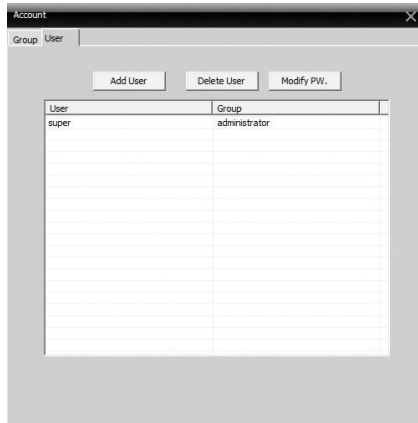 Account
Group User
Add User Delete User Modify PW.
User Group
super administrator